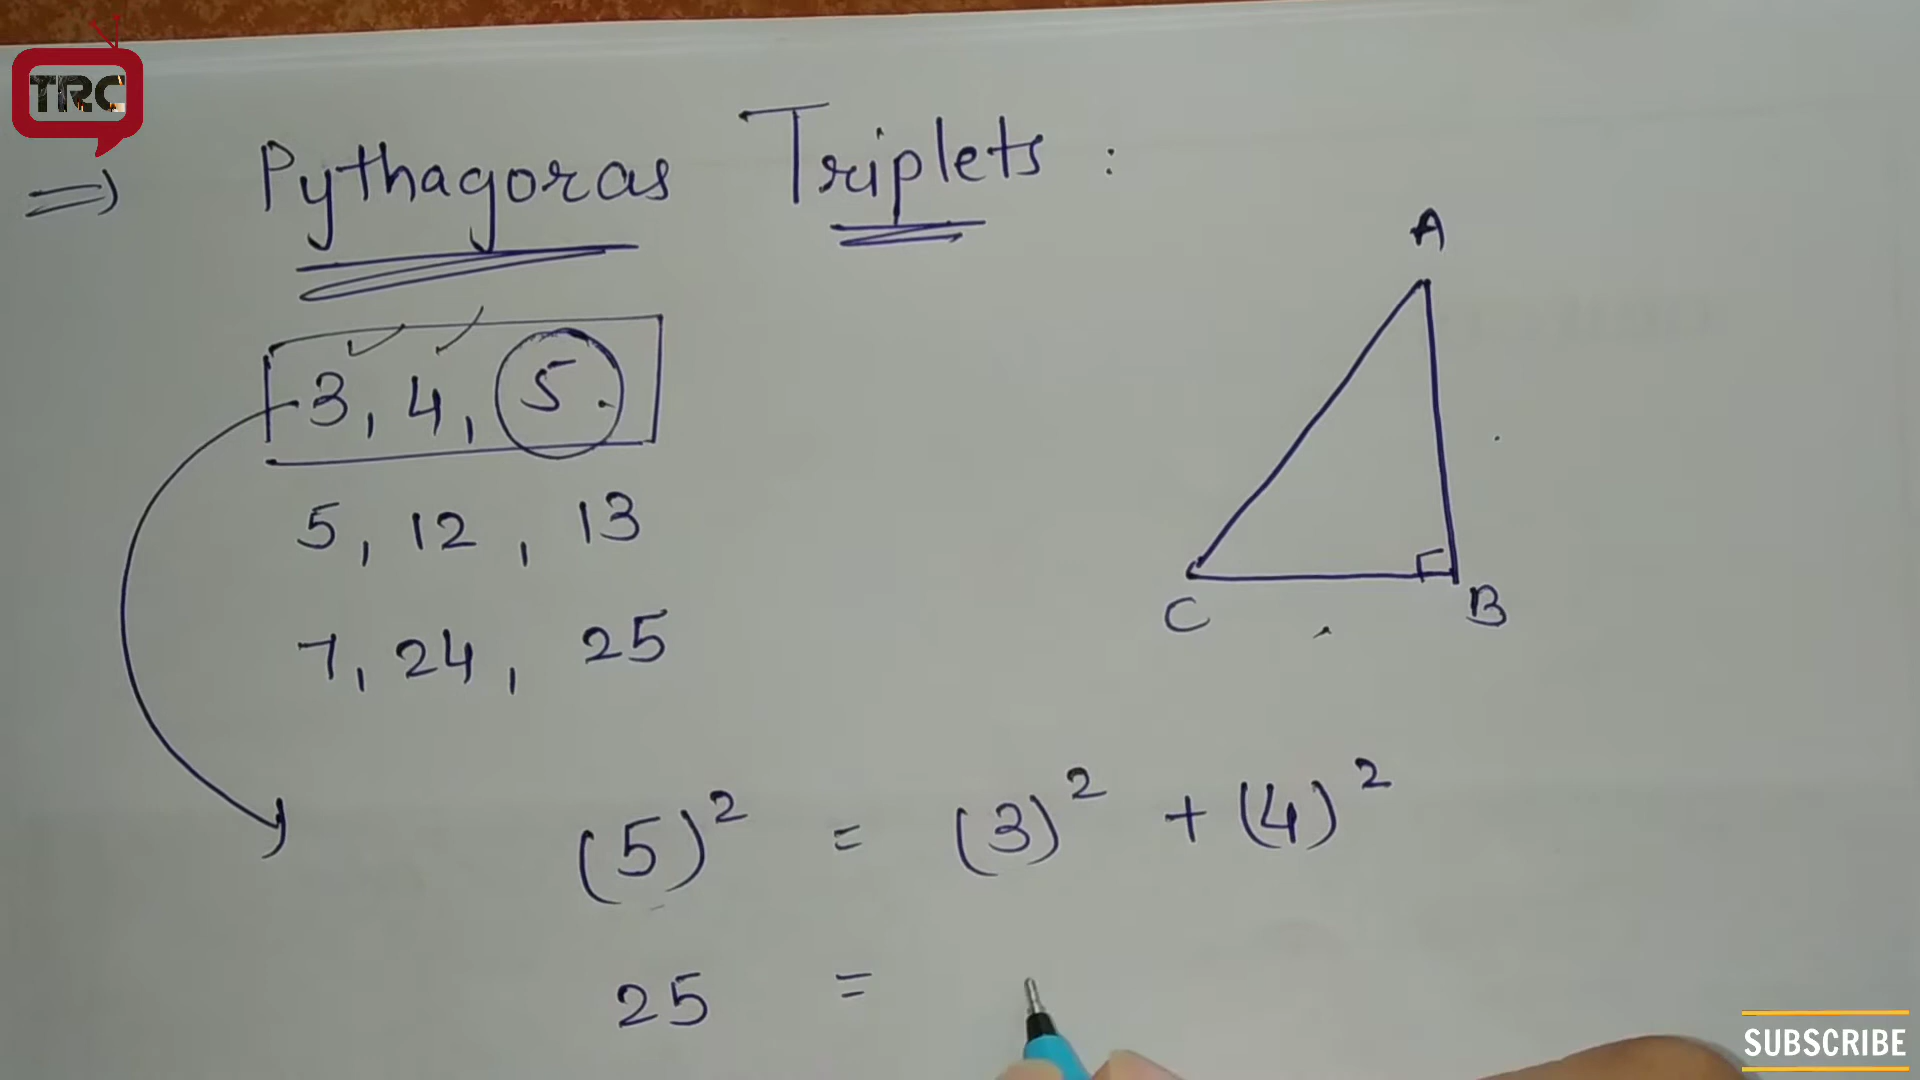 TRC
=> Pythagoras Triplets :
3, 4, 5.
5, 12, 13
7, 24, 25
A
C
B
(5)² = (3)² + (4)²
25 =
SUBSCRIBE